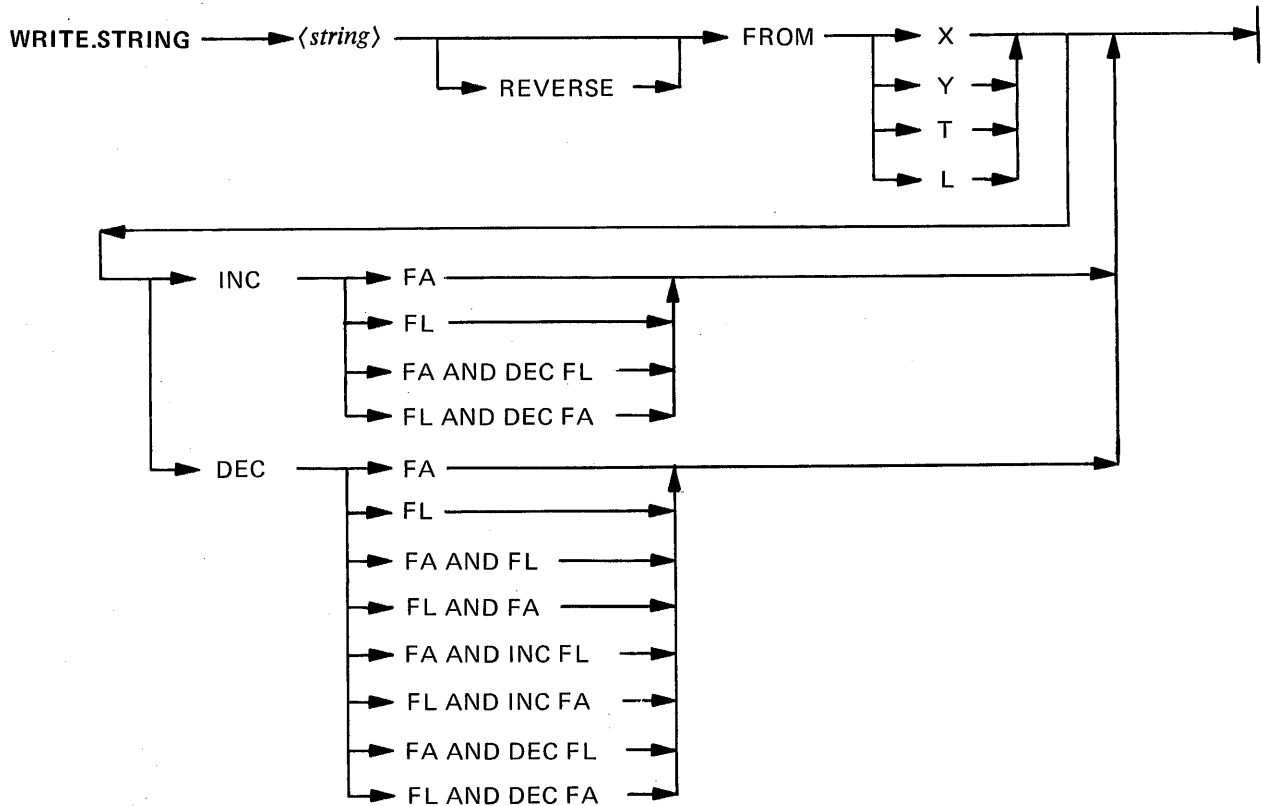 WRITE.STRING ⟨string⟩ FROM X
REVERSE Y
T
L
INC FA
FL
FA AND DEC FL
FL AND DEC FA
DEC FA
FL
FA AND FL
FL AND FA
FA AND INC FL
FL AND INC FA
FA AND DEC FL
FL AND DEC FA